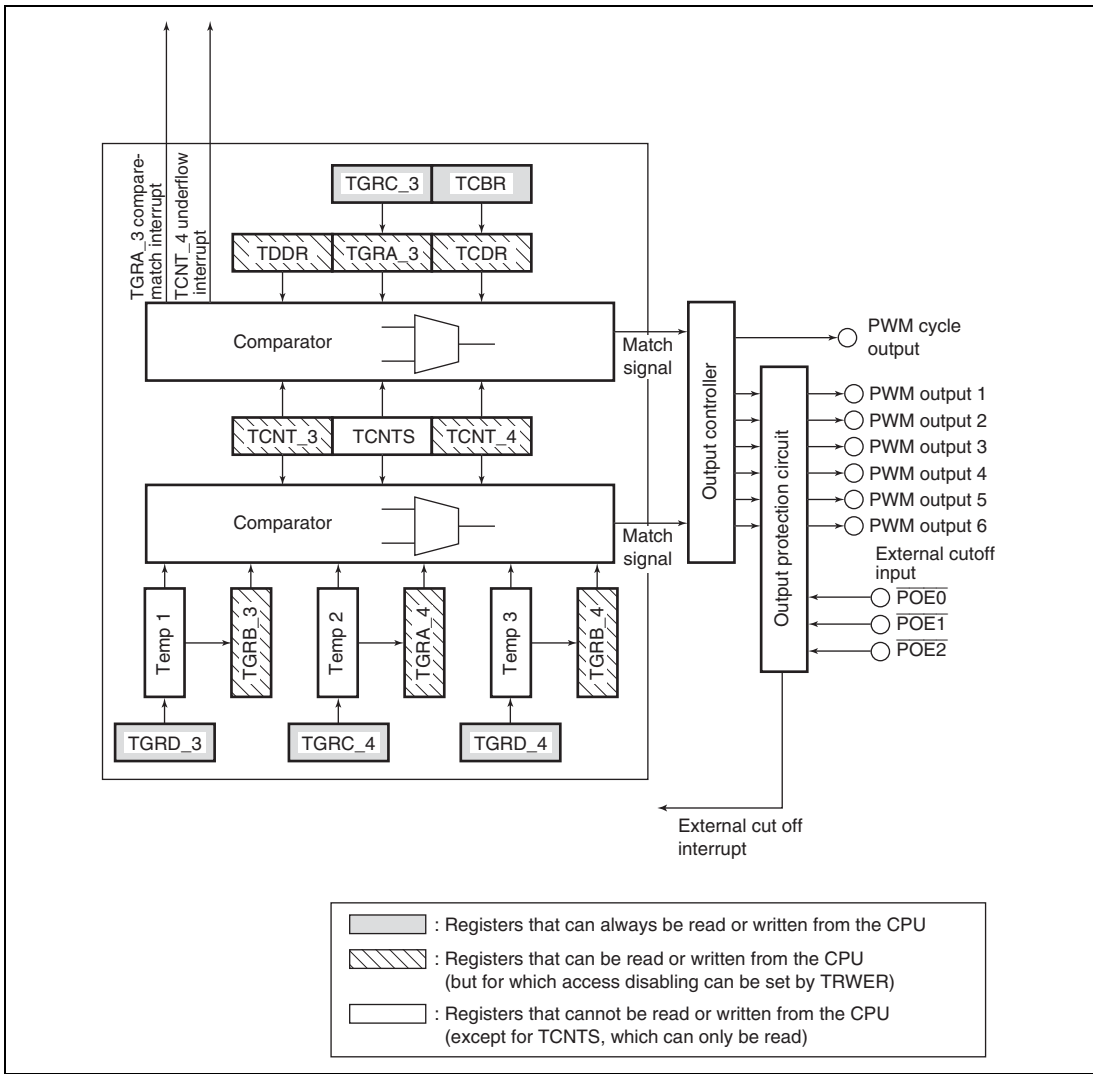 TGRA_3 compare-
match interrupt
TCNT_4 underflow
interrupt
TGRC_3
TCBR
TDDR
TGRA_3
TCDR
Comparator
Match
signal
TCNT_3
TCNTS
TCNT_4
Comparator
Match
signal
Temp 1
TGRB_3
Temp 2
TGRA_4
Temp 3
TGRB_4
TGRD_3
TGRC_4
TGRD_4
Output controller
Output protection circuit
PWM cycle
output
PWM output 1
PWM output 2
PWM output 3
PWM output 4
PWM output 5
PWM output 6
External cutoff
input
POE0
POE1
POE2
External cut off
interrupt
: Registers that can always be read or written from the CPU
: Registers that can be read or written from the CPU
(but for which access disabling can be set by TRWER)
: Registers that cannot be read or written from the CPU
(except for TCNTS, which can only be read)